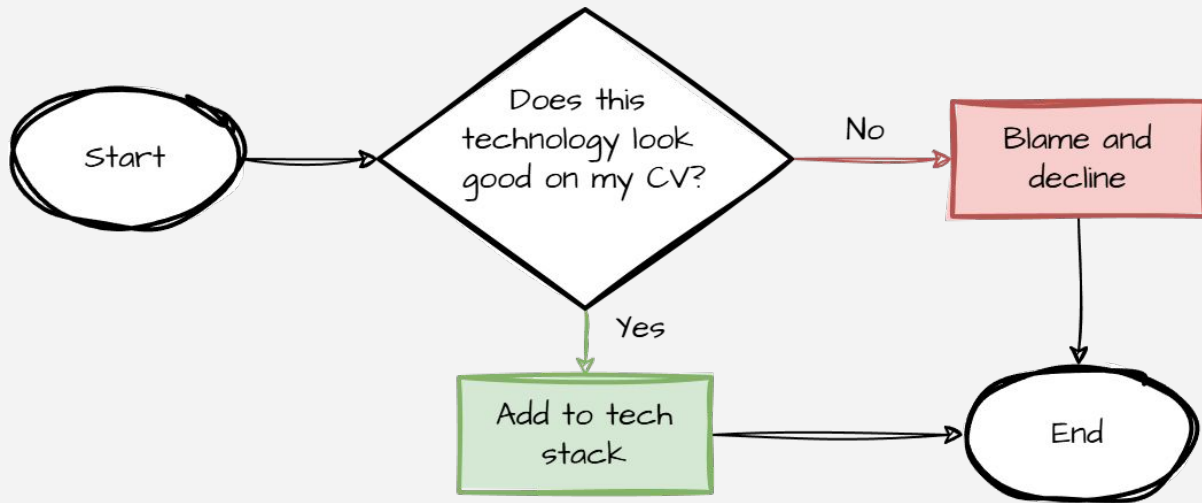 Start
Does this
technology look
good on my CV?
No
Blame and
decline
Yes
Add to tech
stack
End